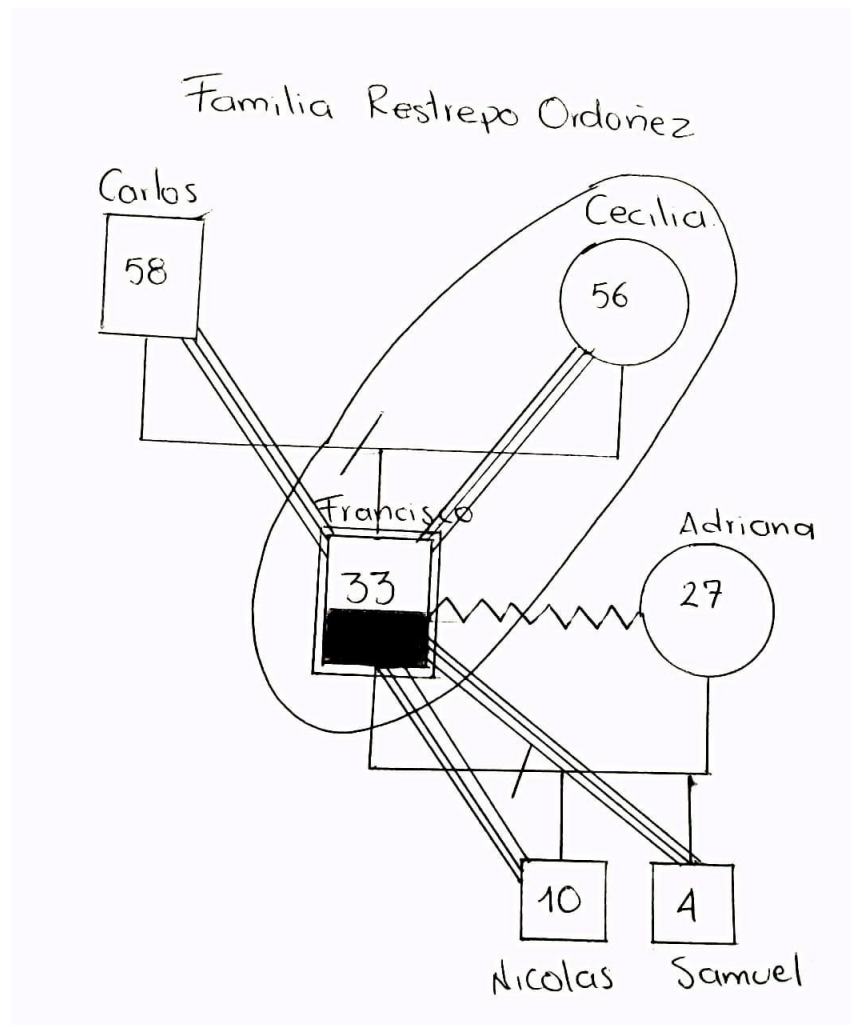 Familia Restrepo Ordoñez
Carlos
58
Cecilia
56
Francisco
33
Adriana
27
10
4
Nicolas
Samuel